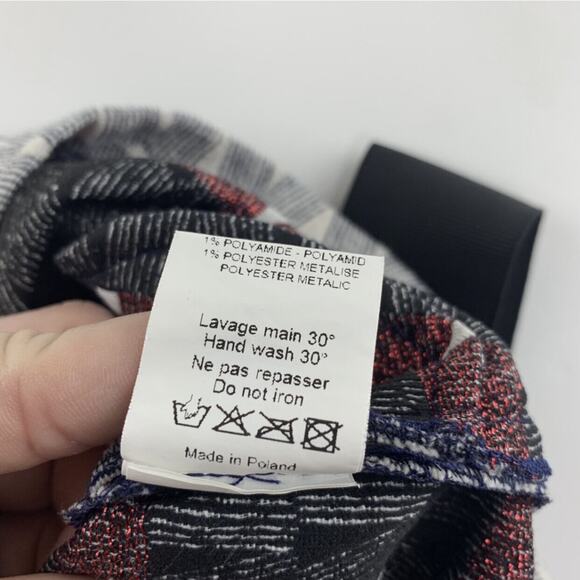 1% POLYAMIDE - POLYAMID
1% POLYESTER METALISE
POLYESTER METALIC
Lavage main 30°
Hand wash 30°
Ne pas repasser
Do not iron
Made in Poland